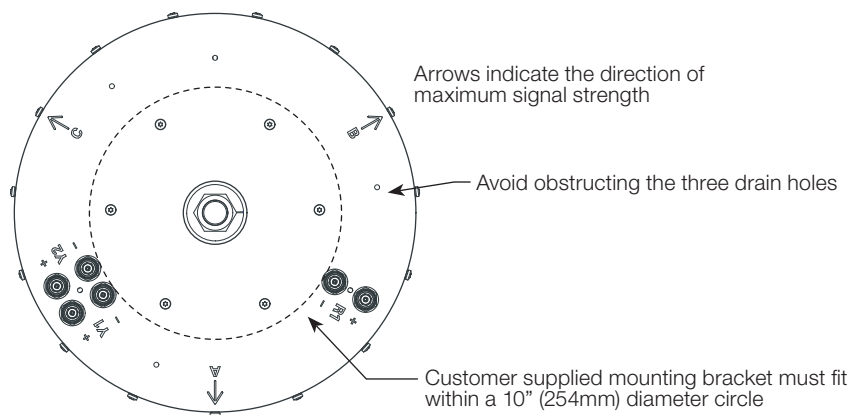 Arrows indicate the direction of
maximum signal strength
C
B
Avoid obstructing the three drain holes
Y2
- +
Y1
- +
R1
- +
A
Customer supplied mounting bracket must fit
within a 10” (254mm) diameter circle